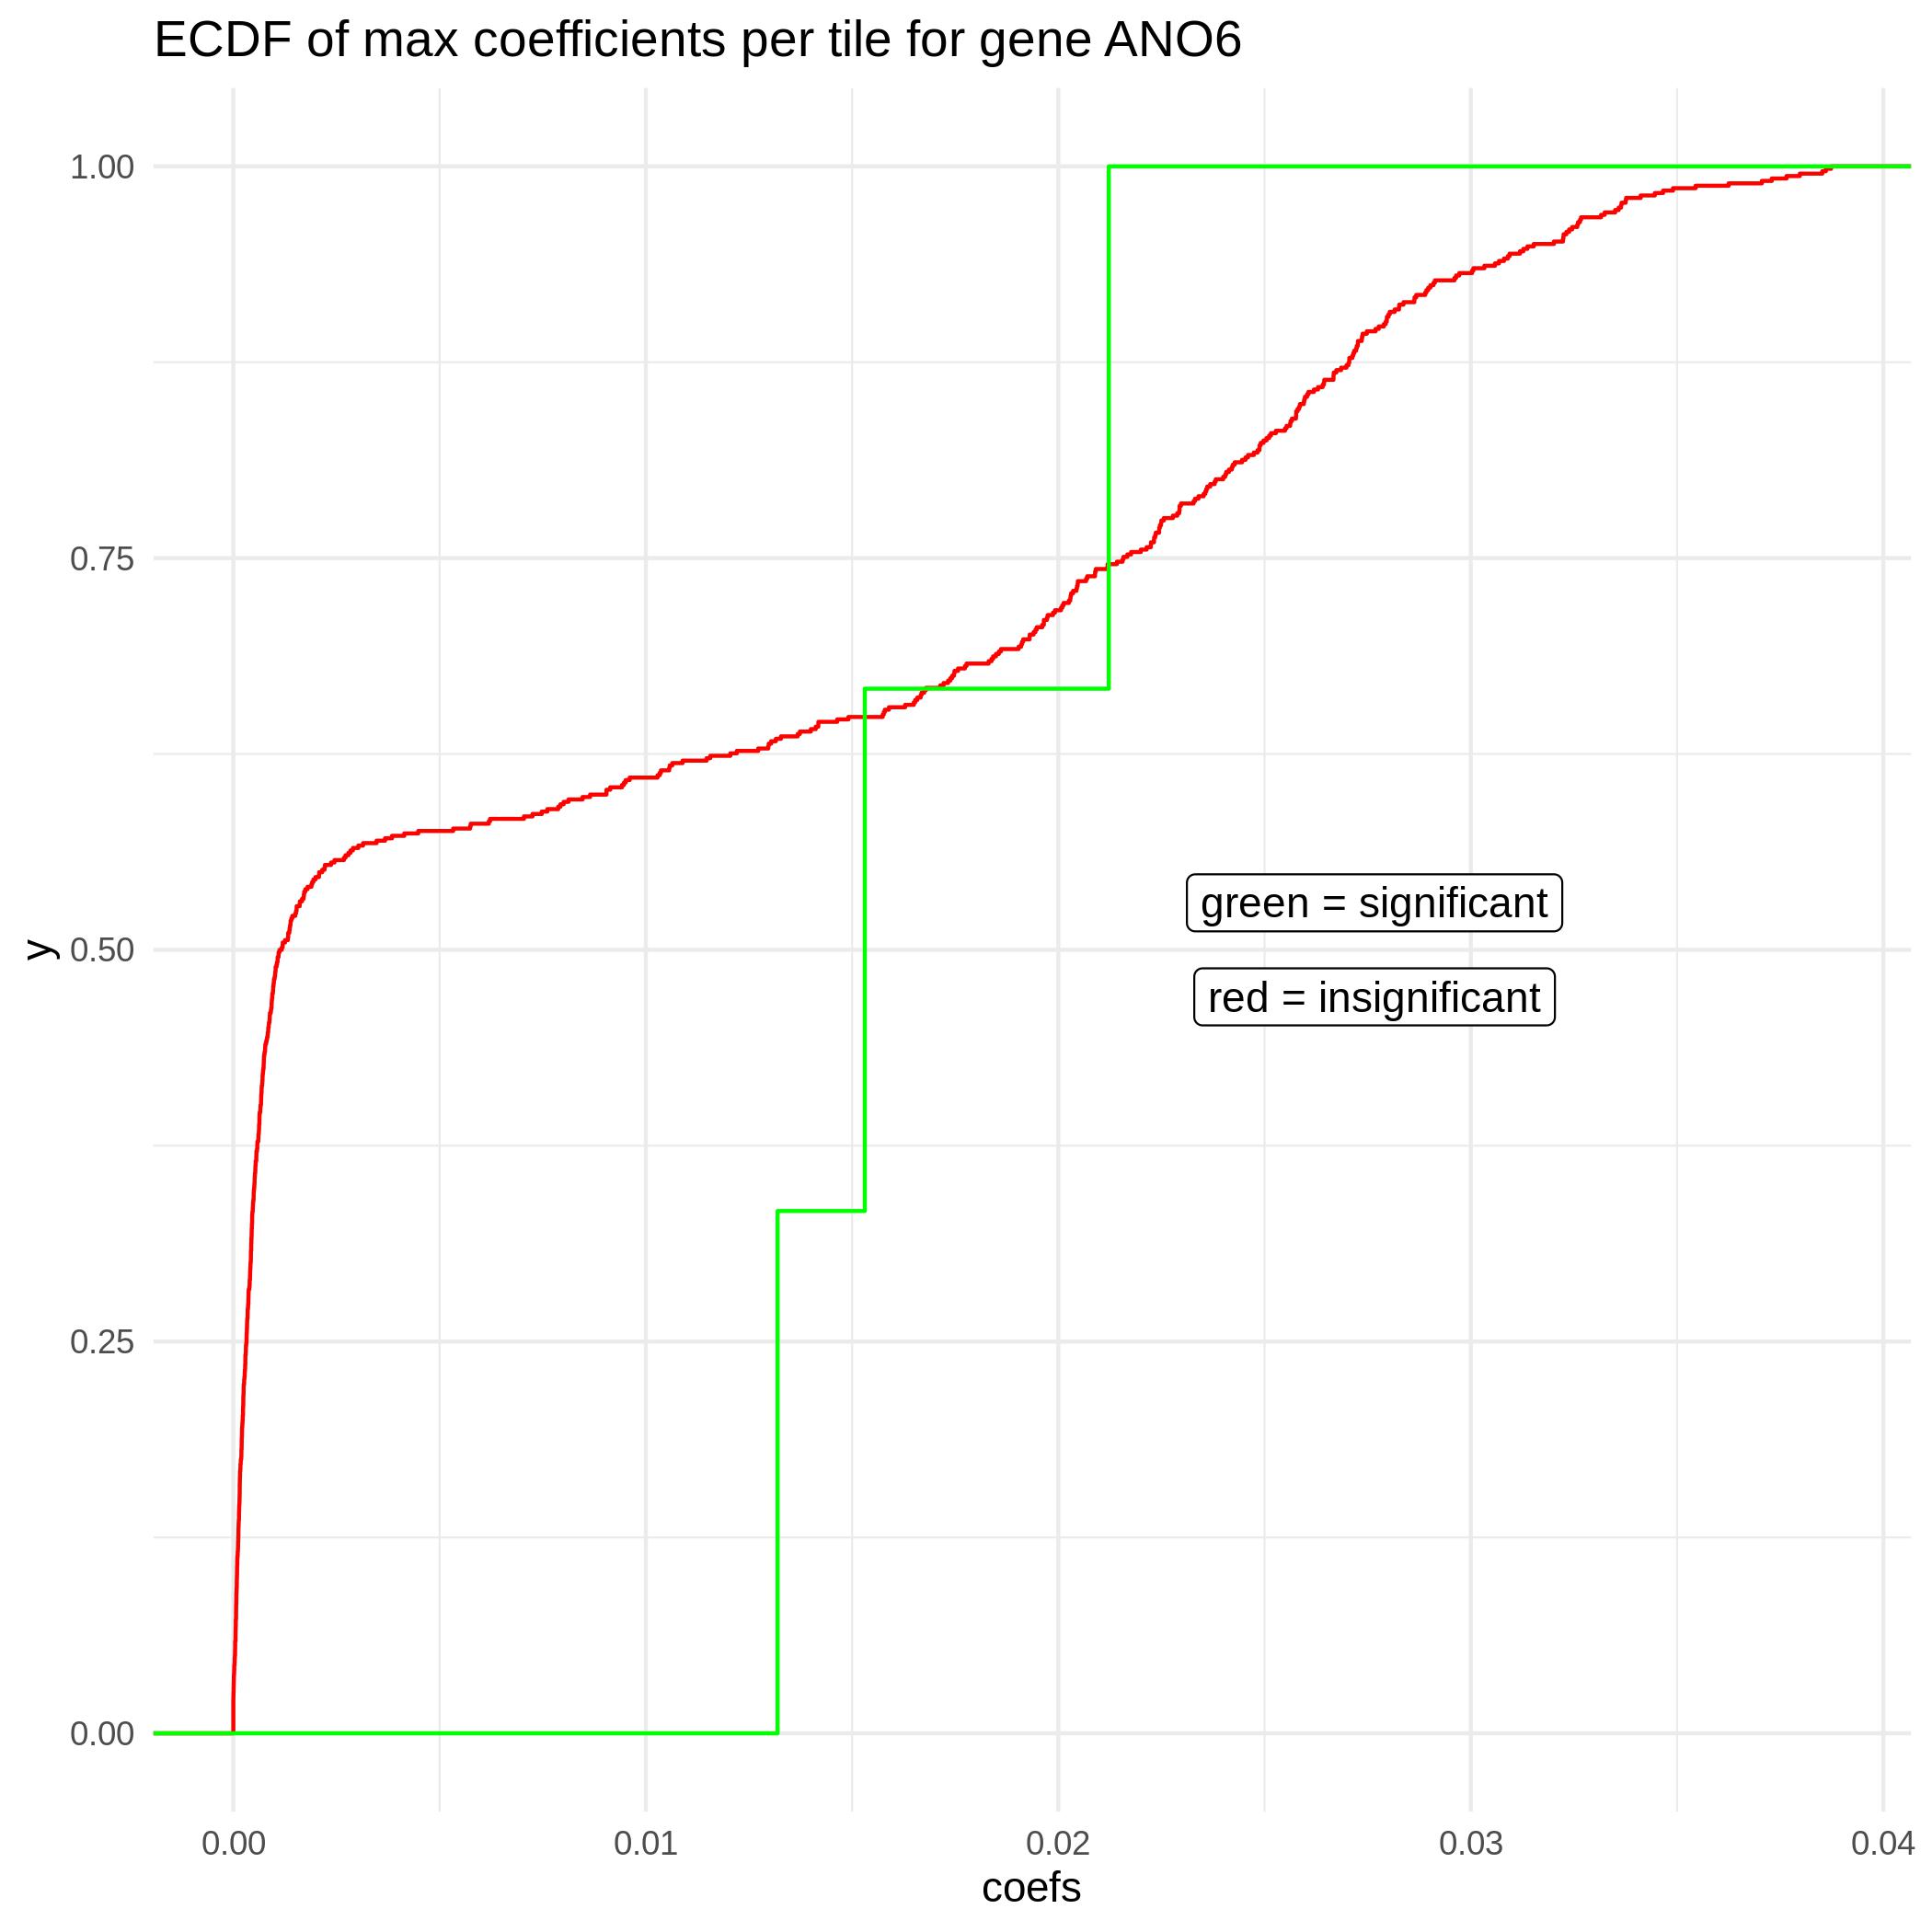 ECDF of max coefficients per tile for gene ANO6
1.00
0.75
0.50
0.25
0.00
y
green = significant
red = insignificant
0.00 0.01 0.02 0.03 0.04
coefs